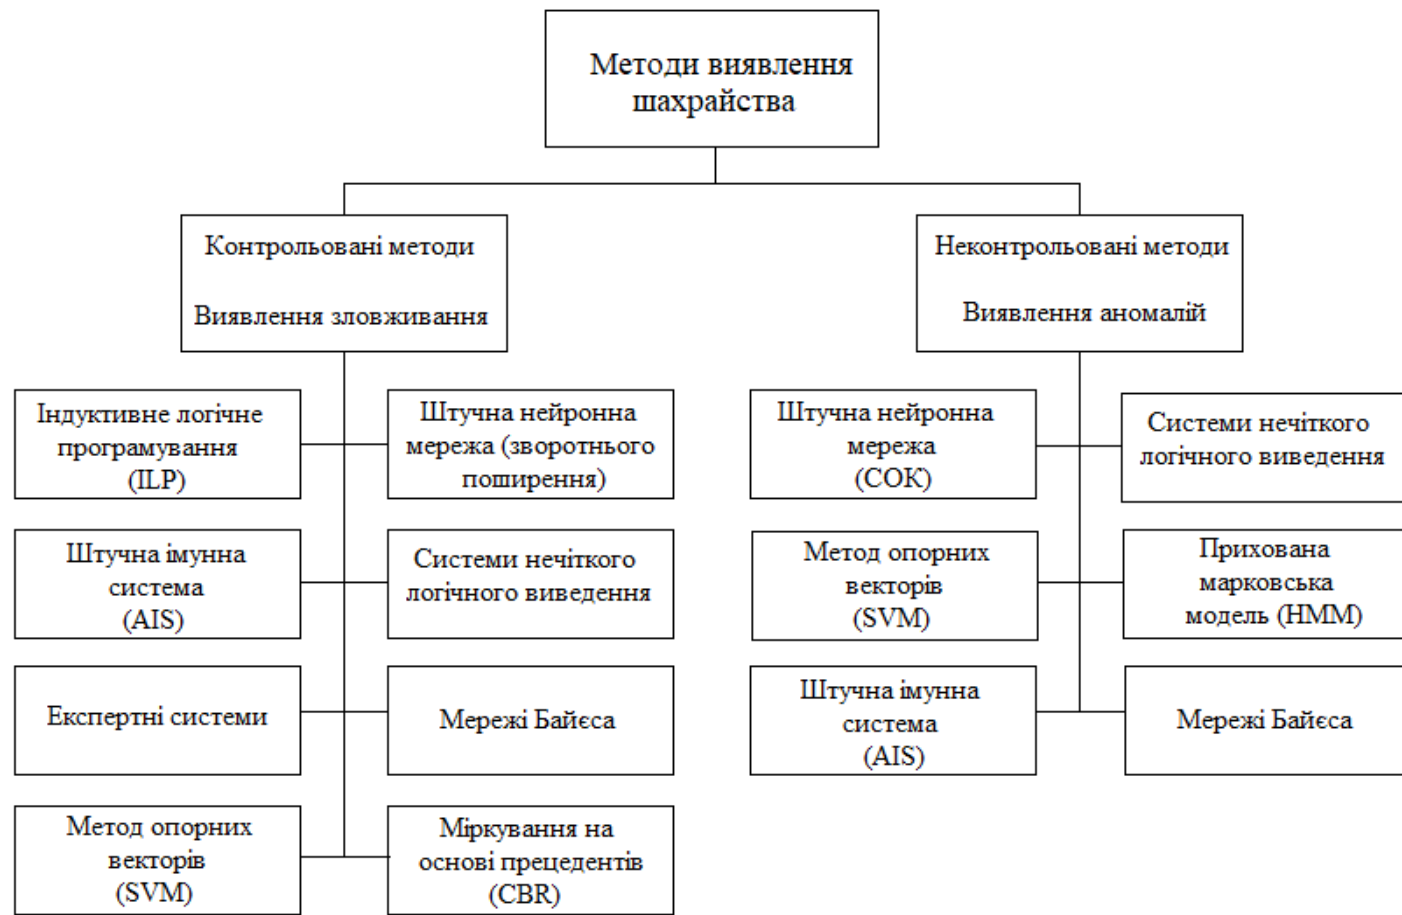 Методи виявлення
шахрайства
Контрольовані методи
Виявлення зловживання
Неконтрольовані методи
Виявлення аномалій
Індуктивне логічне
програмування
(ILP)
Штучна нейронна
мережа (зворотнього
поширення)
Штучна імунна
система
(AIS)
Системи нечіткого
логічного виведення
Експертні системи
Мережі Байєса
Метод опорних
векторів
(SVM)
Міркування на
основі прецедентів
(CBR)
Штучна нейронна
мережа
(СОК)
Системи нечіткого
логічного виведення
Метод опорних
векторів
(SVM)
Прихована
марковська
модель (HMM)
Штучна імунна
система
(AIS)
Мережі Байєса